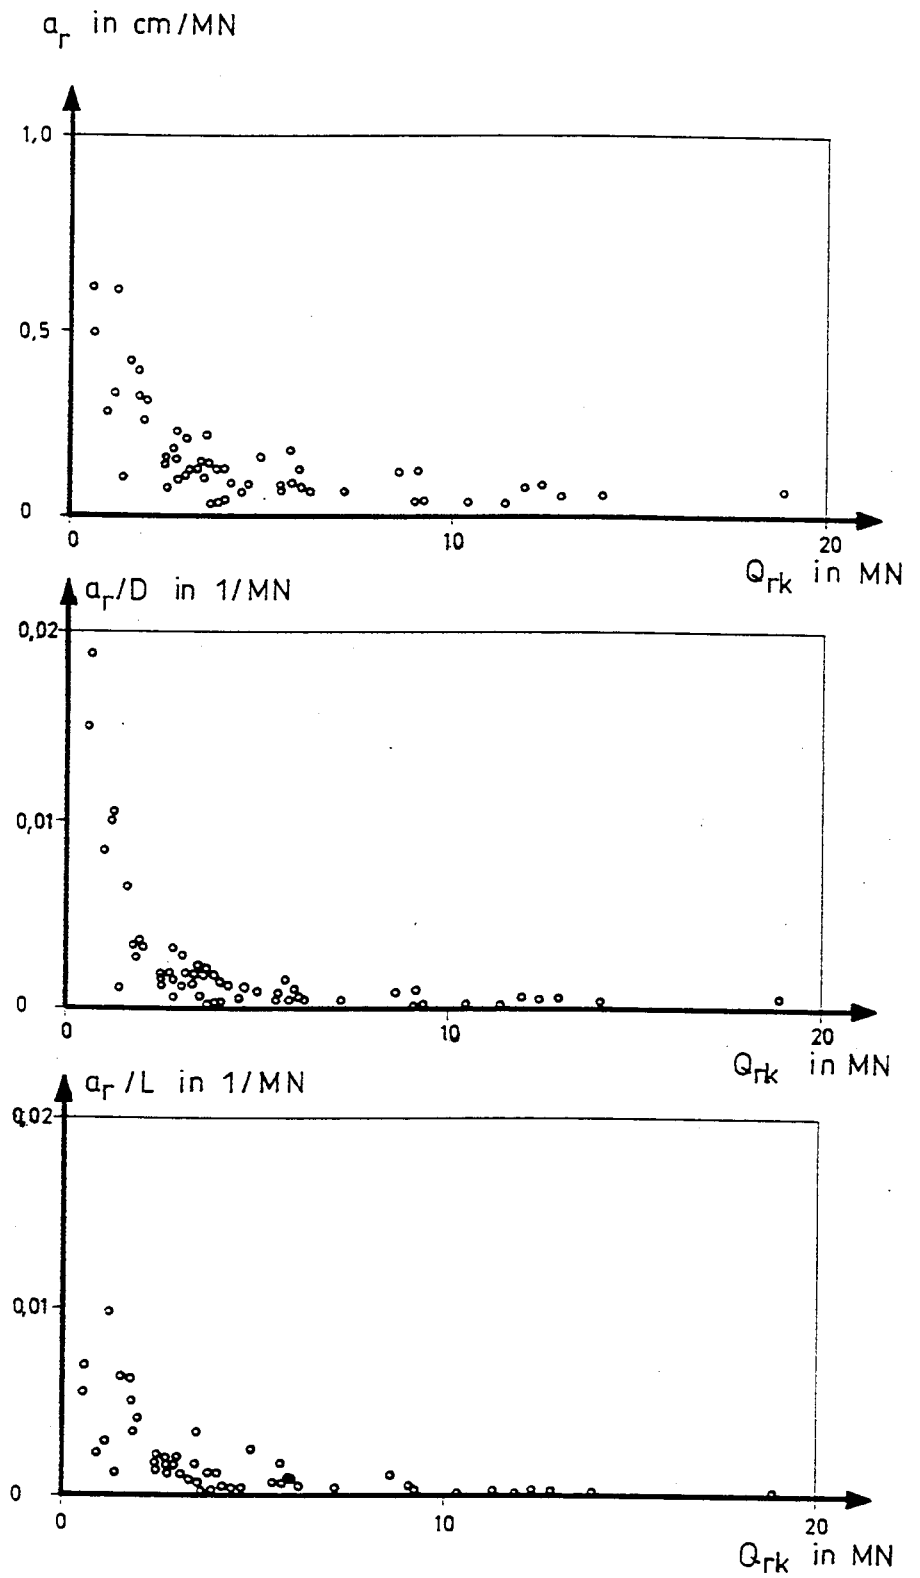 a_r in cm/MN
1,0
0,5
0
0 10 20
Q_rk in MN
a_r/D in 1/MN
0,02
0,01
0
0 10 20
Q_rk in MN
a_r/L in 1/MN
0,02
0,01
0
0 10 20
Q_rk in MN